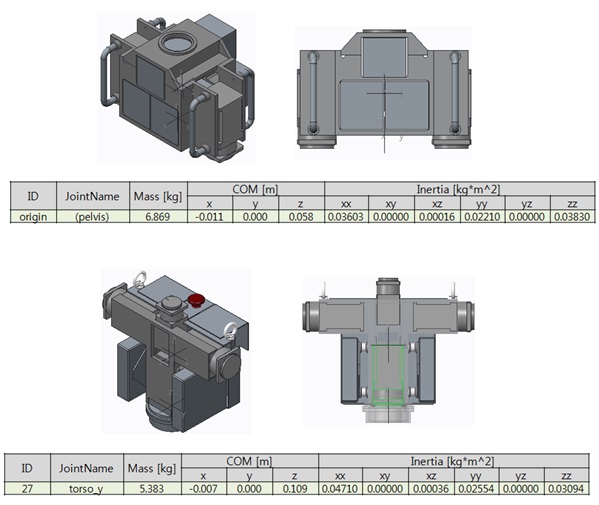 y
ID JointName Mass [kg] COM [m] Inertia [kg*m^2]
x y z xx xy xz yy yz zz
origin (pelvis) 6.869 -0.011 0.000 0.058 0.03603 0.00000 0.00016 0.02210 0.00000 0.03830
ID JointName Mass [kg] COM [m] Inertia [kg*m^2]
x y z xx xy xz yy yz zz
27 torso_y 5.383 -0.007 0.000 0.109 0.04710 0.00000 0.00036 0.02554 0.00000 0.03094